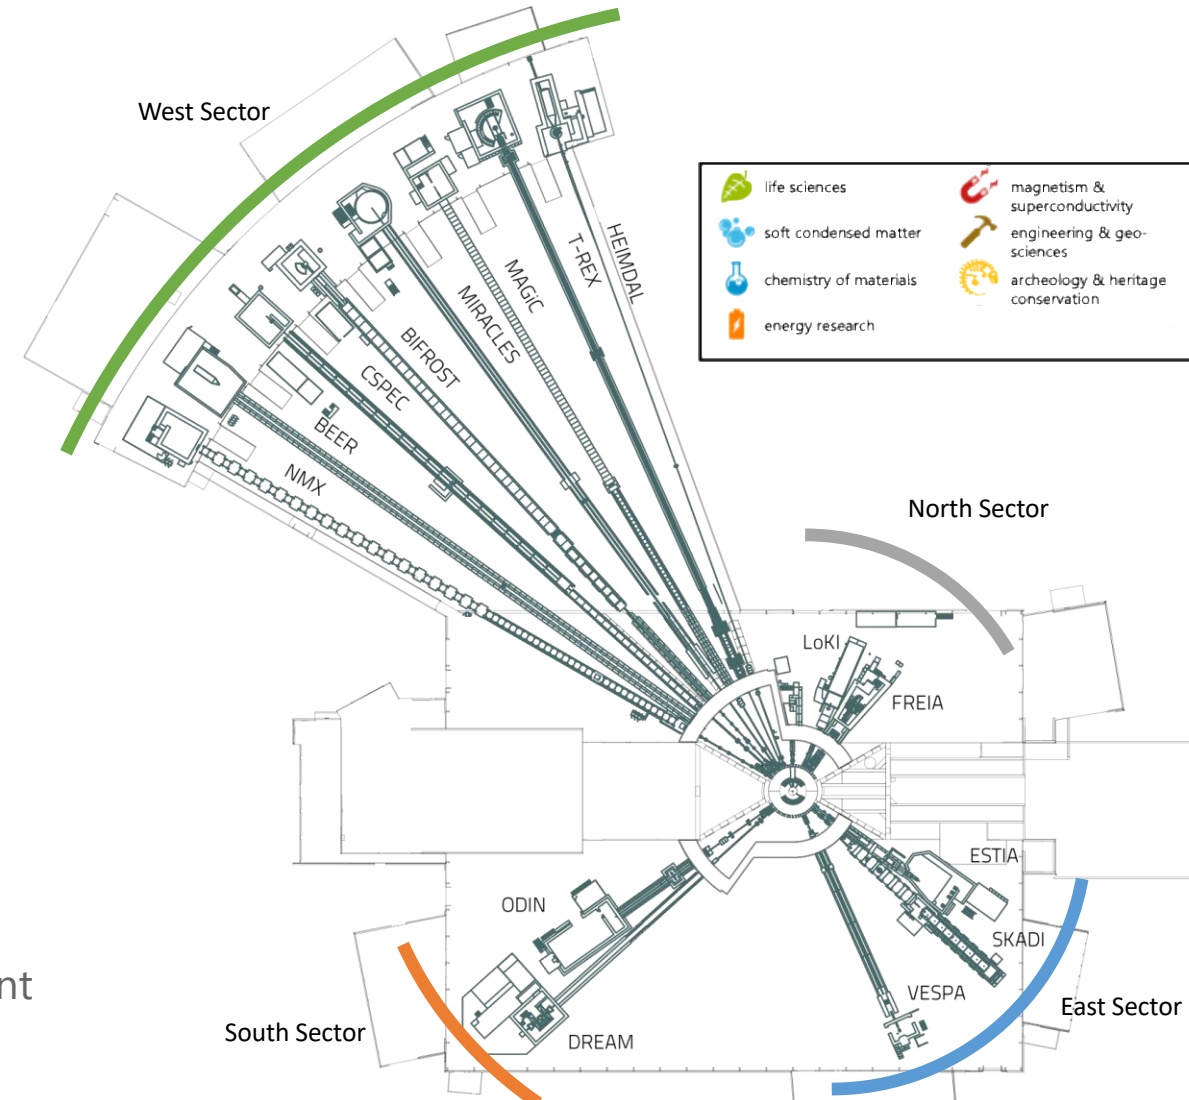 West Sector
life sciences
soft condensed matter
chemistry of materials
energy research
magnetism &
superconductivity
engineering & geo-
sciences
archeology & heritage
conservation
HEIMDAL
T-REX
MAGiC
MIRACLES
BIFROST
CSPEC
BEER
NMX
North Sector
LoKI
FREIA
ESTIA
SKADI
VESPA
East Sector
ODIN
DREAM
South Sector
nt